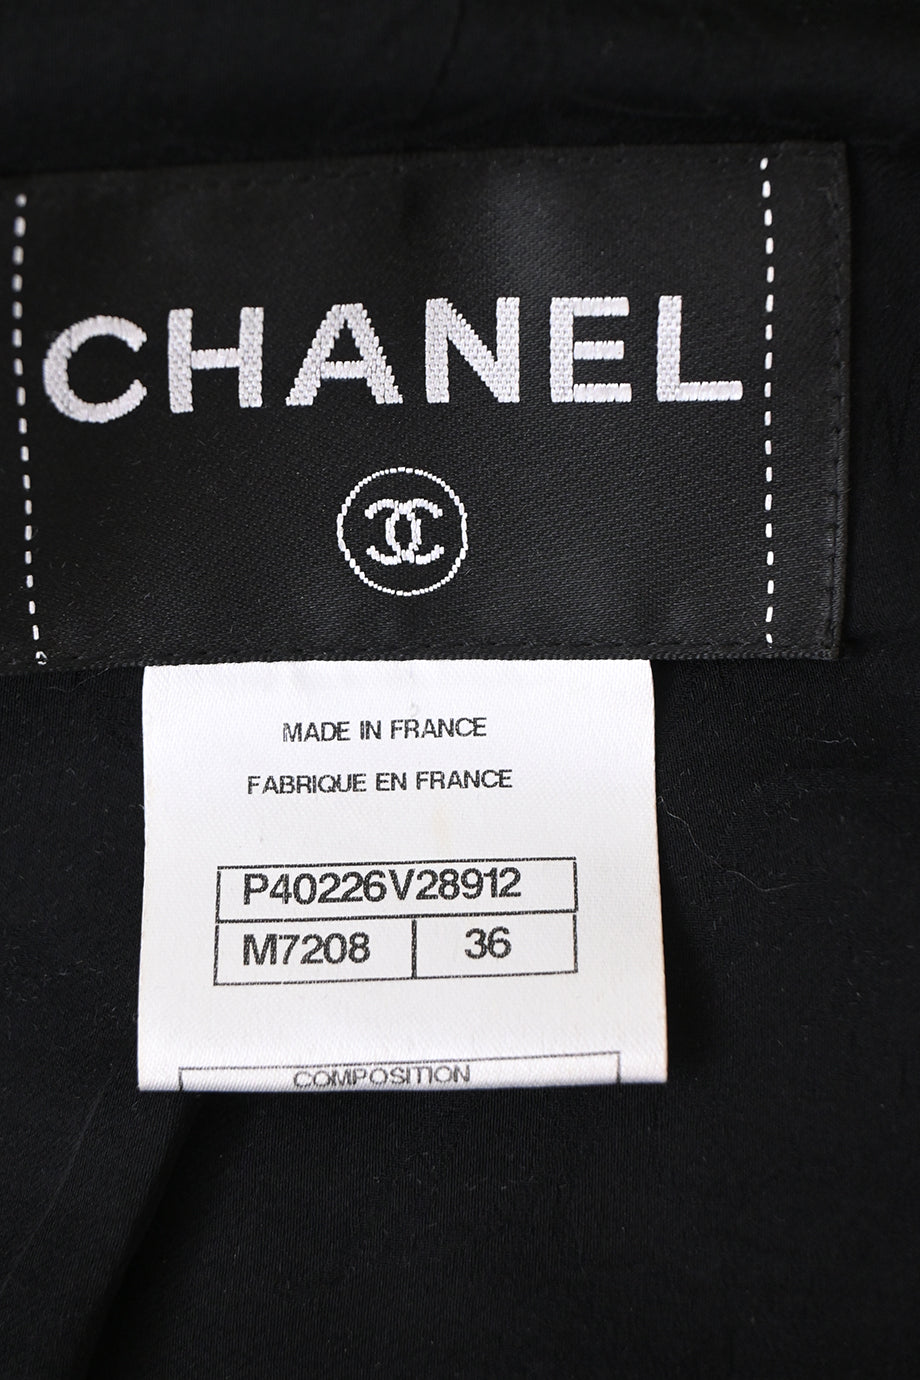 CHANEL
MADE IN FRANCE
FABRIQUE EN FRANCE
P40226V28912
M7208 36
COMPOSITION